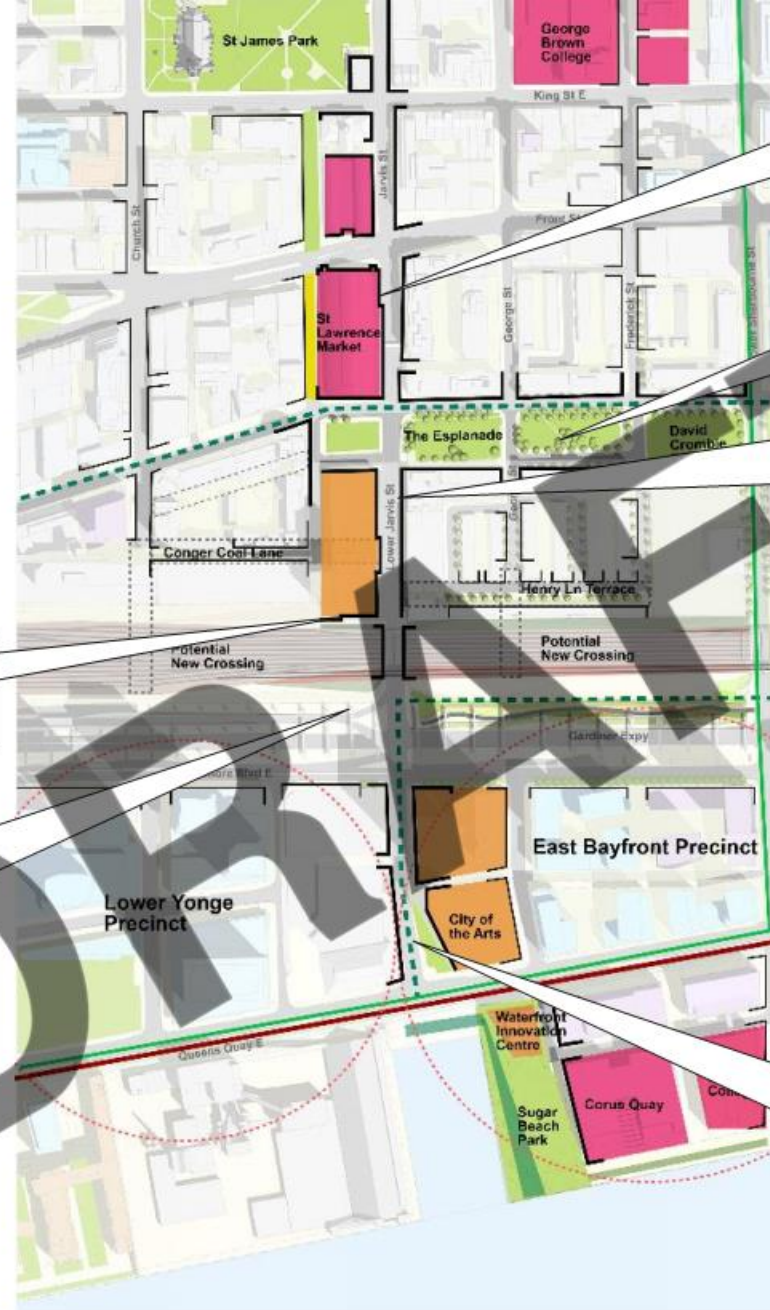 St James Park
George
Brown
College
King St E
Jarvis St
Church St
Front St
St
Lawrence
Market
George St
Frederick St
The Esplanade
David
Crombie
Lower Jarvis St
Conger Coal Lane
Henry Ln Terrace
Potential
New Crossing
Potential
New Crossing
Gardiner Expy
Blvd E
East Bayfront Precinct
Lower Yonge
Precinct
City of
the Arts
Waterfront
Innovation
Centre
Queens Quay E
Corus Quay
Sugar
Beach
Park
DRAFT